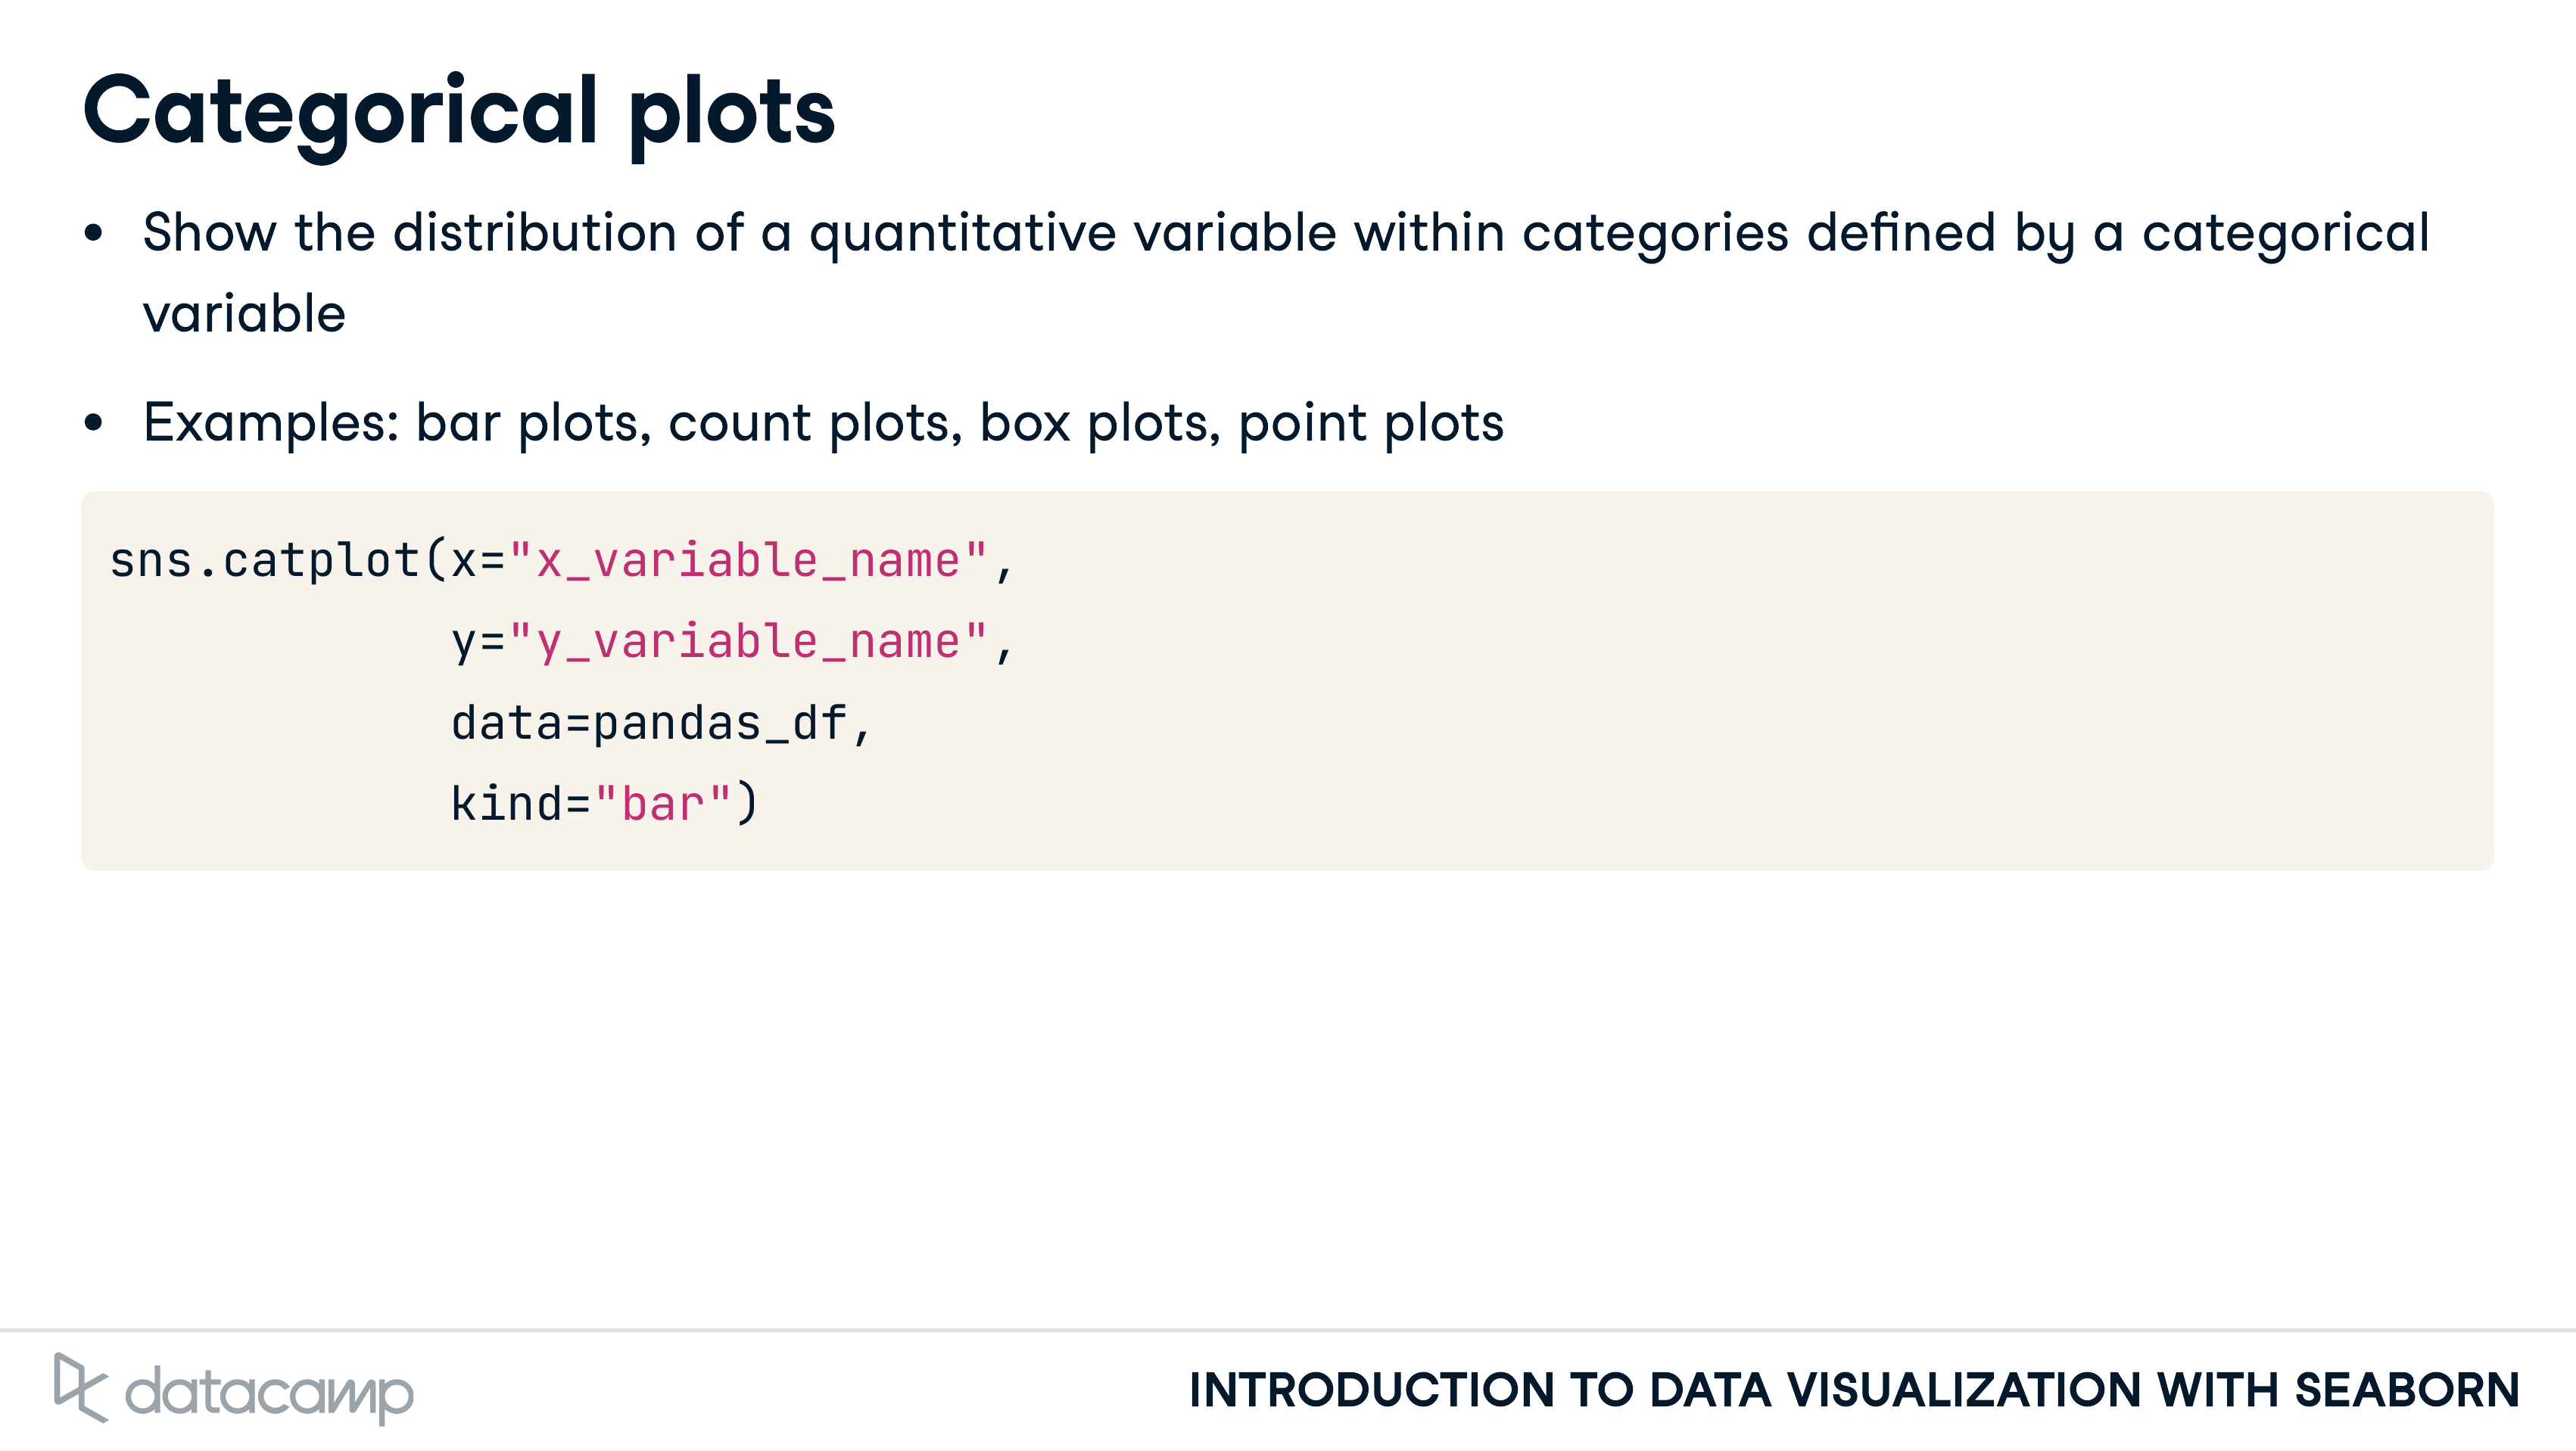 Categorical plots
• Show the distribution of a quantitative variable within categories defined by a categorical
variable
• Examples: bar plots, count plots, box plots, point plots
sns.catplot(x="x_variable_name",
            y="y_variable_name",
            data=pandas_df,
            kind="bar")
datacamp
INTRODUCTION TO DATA VISUALIZATION WITH SEABORN